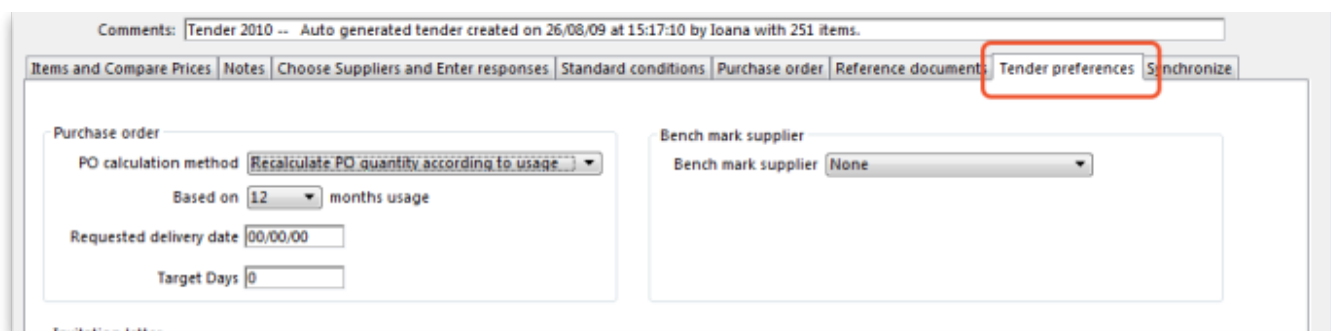 Comments: Tender 2010 -- Auto generated tender created on 26/08/09 at 15:17:10 by Ioana with 251 items.
Items and Compare Prices Notes Choose Suppliers and Enter responses Standard conditions Purchase order Reference documents Tender preferences Synchronize
Purchase order
PO calculation method Recalculate PO quantity according to usage
Based on 12 months usage
Requested delivery date 00/00/00
Target Days 0
Bench mark supplier
Bench mark supplier None